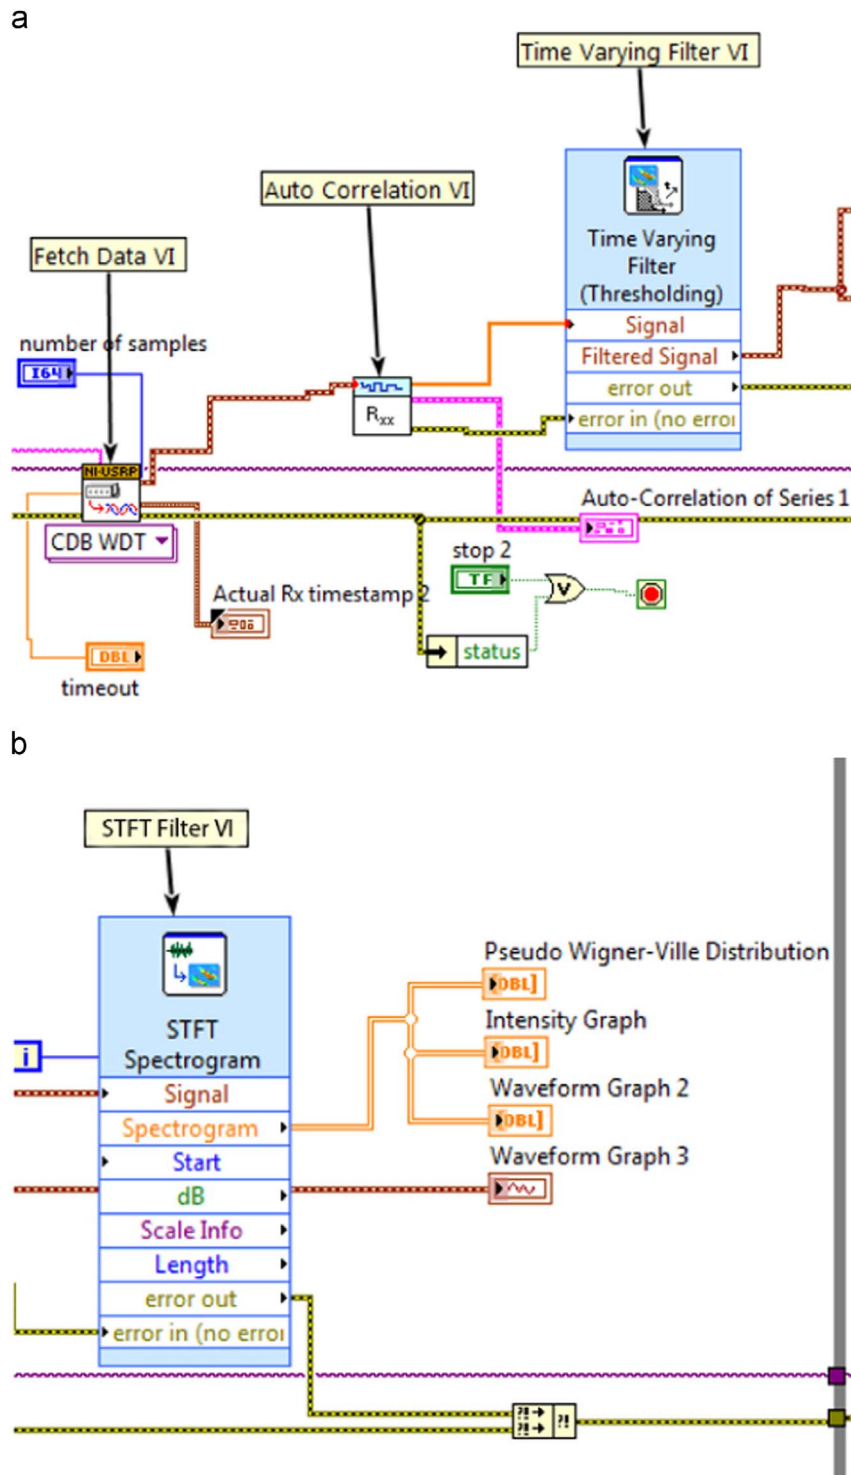 a
Time Varying Filter VI
Auto Correlation VI
Fetch Data VI
Time Varying
Filter
(Thresholding)
number of samples
I64
Signal
Filtered Signal
error out
error in (no erroi
Rxx
NI-USRP
CDB WDT
Auto-Correlation of Series 1
stop 2
TF
V
Actual Rx timestamp 2
status
DBL
timeout
b
STFT Filter VI
STFT
Spectrogram
i
Signal
Spectrogram
Start
dB
Scale Info
Length
error out
error in (no erroi
Pseudo Wigner-Ville Distribution
DBL]
Intensity Graph
DBL]
Waveform Graph 2
DBL]
Waveform Graph 3
?!
?!
?!